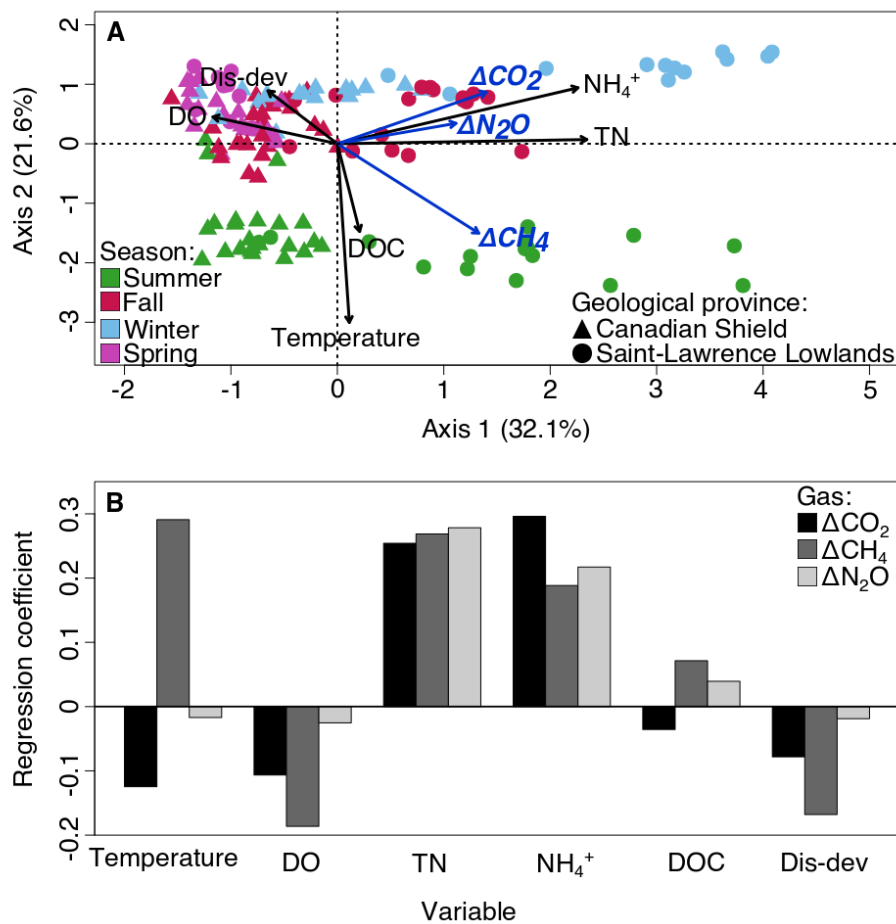 A
Axis 2 (21.6%)
2
1
0
-1
-2
-3
Dis-dev
DO
ΔCO₂
NH₄⁺
ΔN₂O
TN
DOC
ΔCH₄
Temperature
Season:
Summer
Fall
Winter
Spring
Geological province:
Canadian Shield
Saint-Lawrence Lowlands
-2 -1 0 1 2 3 4 5
Axis 1 (32.1%)
B
Regression coefficient
0.3
0.2
0.1
0
-0.1
-0.2
Gas:
ΔCO₂
ΔCH₄
ΔN₂O
Temperature DO TN NH₄⁺ DOC Dis-dev
Variable